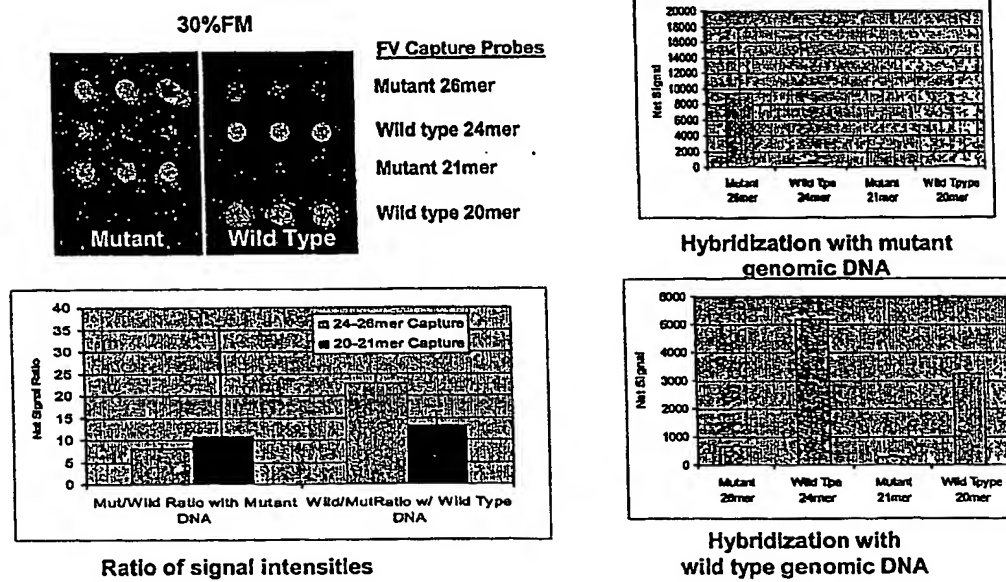 30%FM
FV Capture Probes
Mutant 26mer
Wild type 24mer
Mutant 21mer
Wild type 20mer
Mutant
Wild Type
20000
18000
16000
14000
12000
10000
8000
6000
4000
2000
0
Net Signal
Mutant 26mer
Wild Tpe 24mer
Mutant 21mer
Wild Tpype 20mer
Hybridization with mutant
genomic DNA
40
35
30
25
20
15
10
5
0
Net Signal Ratio
24-26mer Capture
20-21mer Capture
Mut/Wild Ratio with Mutant DNA
Wild/MutRatio w/ Wild Type DNA
Ratio of signal intensities
6000
5000
4000
3000
2000
1000
0
Net Signal
Mutant 26mer
Wild Tpa 24mer
Mutant 21mer
Wild Tpype 20mer
Hybridization with
wild type genomic DNA